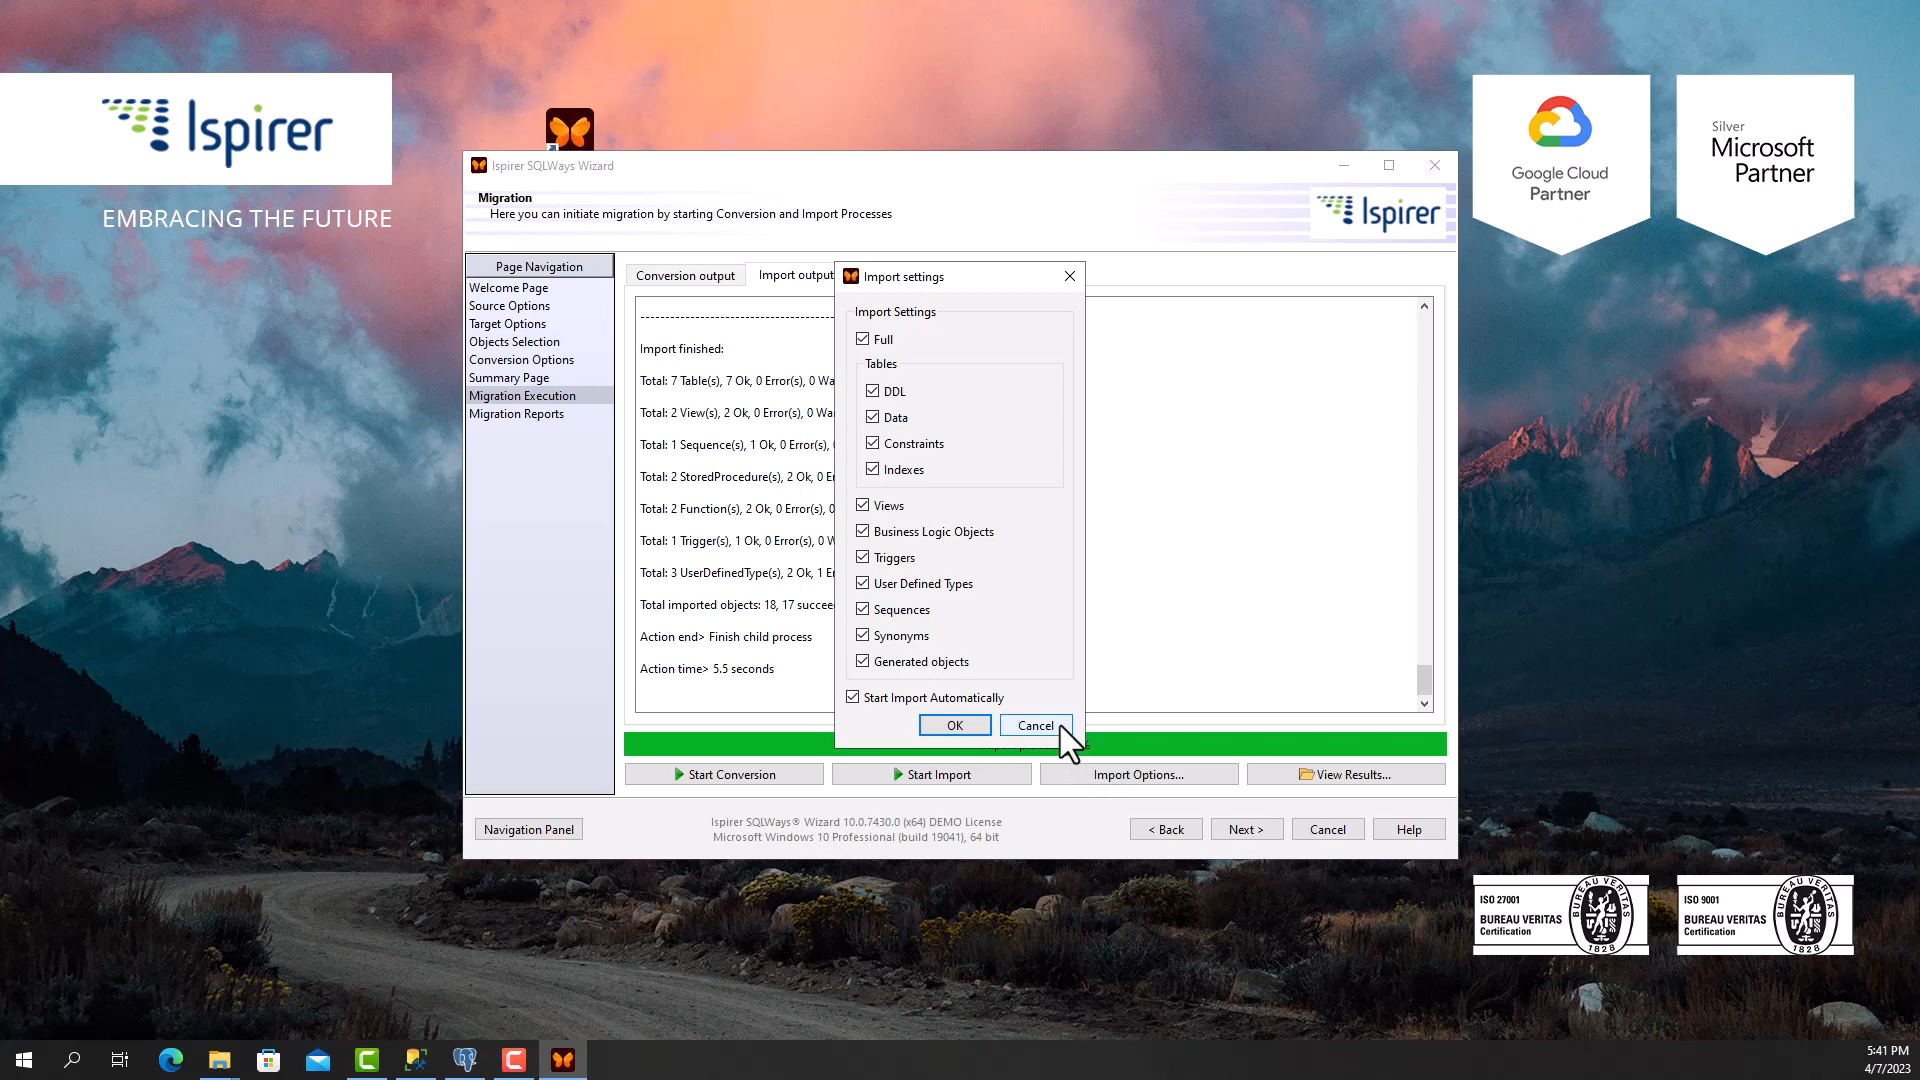 Ispirer
EMBRACING THE FUTURE
Google Cloud
Partner
Silver
Microsoft
Partner
Ispirer SQLWays Wizard
Migration
Here you can initiate migration by starting Conversion and Import Processes
Ispirer
Page Navigation
Welcome Page
Source Options
Target Options
Objects Selection
Conversion Options
Summary Page
Migration Execution
Migration Reports
Conversion output
Import output
--------------------------------------
Import finished:
Total: 7 Table(s), 7 Ok, 0 Error(s), 0 Wa
Total: 2 View(s), 2 Ok, 0 Error(s), 0 Wa
Total: 1 Sequence(s), 1 Ok, 0 Error(s),
Total: 2 StoredProcedure(s), 2 Ok, 0 E
Total: 2 Function(s), 2 Ok, 0 Error(s), 0
Total: 1 Trigger(s), 1 Ok, 0 Error(s), 0 W
Total: 3 UserDefinedType(s), 2 Ok, 1 E
Total imported objects: 18, 17 succee
Action end> Finish child process
Action time> 5.5 seconds
Import settings
Import Settings
Full
Tables
DDL
Data
Constraints
Indexes
Views
Business Logic Objects
Triggers
User Defined Types
Sequences
Synonyms
Generated objects
Start Import Automatically
OK
Cancel
Start Conversion
Start Import
Import Options...
View Results...
Navigation Panel
Ispirer SQLWays® Wizard 10.0.7430.0 (x64) DEMO License
Microsoft Windows 10 Professional (build 19041), 64 bit
< Back
Next >
Cancel
Help
ISO 27001
BUREAU VERITAS
Certification
1828
ISO 9001
BUREAU VERITAS
Certification
1828
5:41 PM
4/7/2023